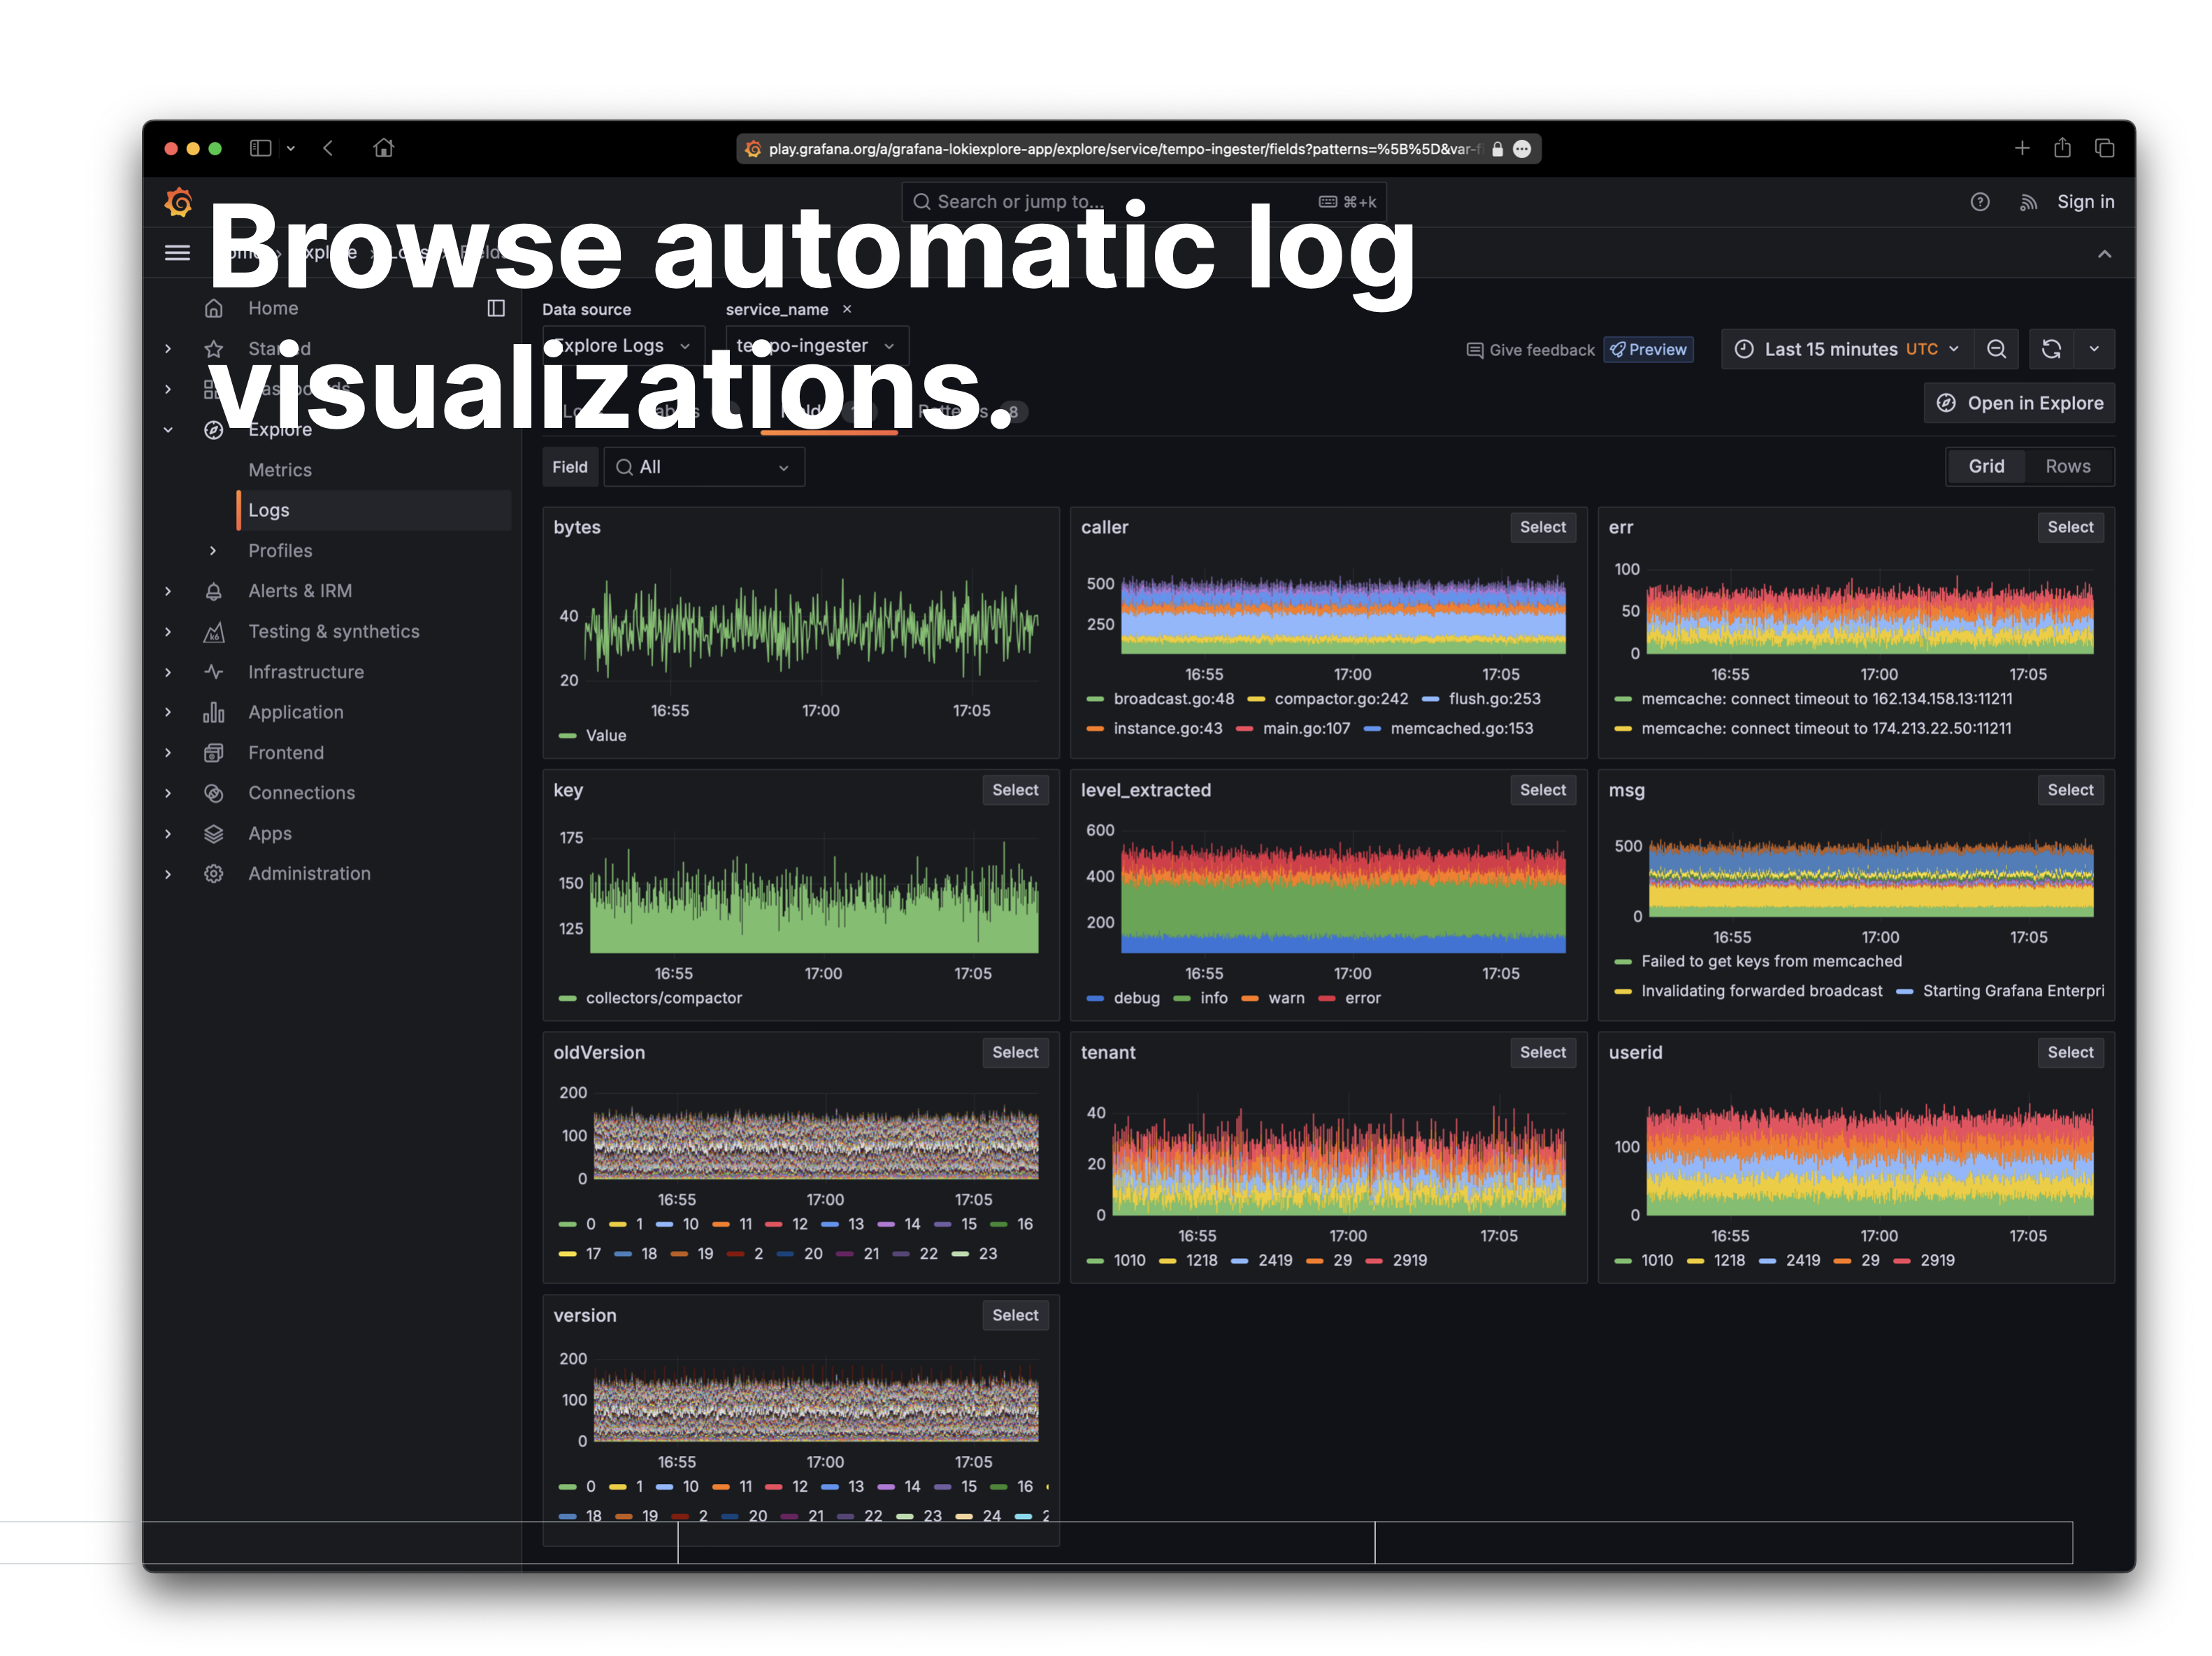 play.grafana.org/a/grafana-lokiexplore-app/explore/service/tempo-ingester/fields?patterns=%5B%5D&var-f
Search or jump to...
⌘+k
Sign in
Browse automatic log
visualizations.
Home
Starred
Explore
Metrics
Logs
Profiles
Alerts & IRM
Testing & synthetics
Infrastructure
Application
Frontend
Connections
Apps
Administration
Data source
service_name ×
Explore Logs
tempo-ingester
Give feedback
Preview
Last 15 minutes UTC
8
Open in Explore
Field
All
Grid Rows
bytes
40
20
16:55 17:00 17:05
Value
caller
Select
500
250
16:55 17:00 17:05
broadcast.go:48 compactor.go:242 flush.go:253
instance.go:43 main.go:107 memcached.go:153
err
Select
100
50
0
16:55 17:00 17:05
memcache: connect timeout to 162.134.158.13:11211
memcache: connect timeout to 174.213.22.50:11211
key
Select
175
150
125
16:55 17:00 17:05
collectors/compactor
level_extracted
Select
600
400
200
16:55 17:00 17:05
debug info warn error
msg
Select
500
0
16:55 17:00 17:05
Failed to get keys from memcached
Invalidating forwarded broadcast Starting Grafana Enterpri
oldVersion
Select
200
100
0
16:55 17:00 17:05
0 1 10 11 12 13 14 15 16
17 18 19 2 20 21 22 23
tenant
Select
40
20
0
16:55 17:00 17:05
1010 1218 2419 29 2919
userid
Select
100
0
16:55 17:00 17:05
1010 1218 2419 29 2919
version
Select
200
100
0
16:55 17:00 17:05
0 1 10 11 12 13 14 15 16
18 19 2 20 21 22 23 24 2